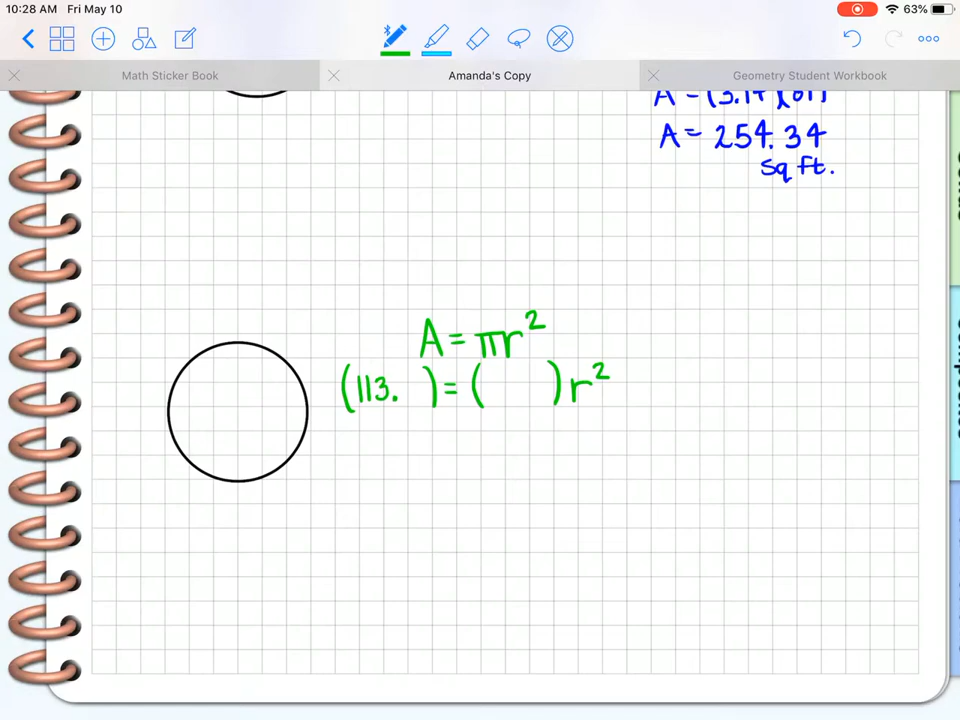 10:28 AM Fri May 10
63%
Math Sticker Book
Amanda's Copy
Geometry Student Workbook
A = 254.34
sq ft.
A = πr²
(113. ) = ( ) r²